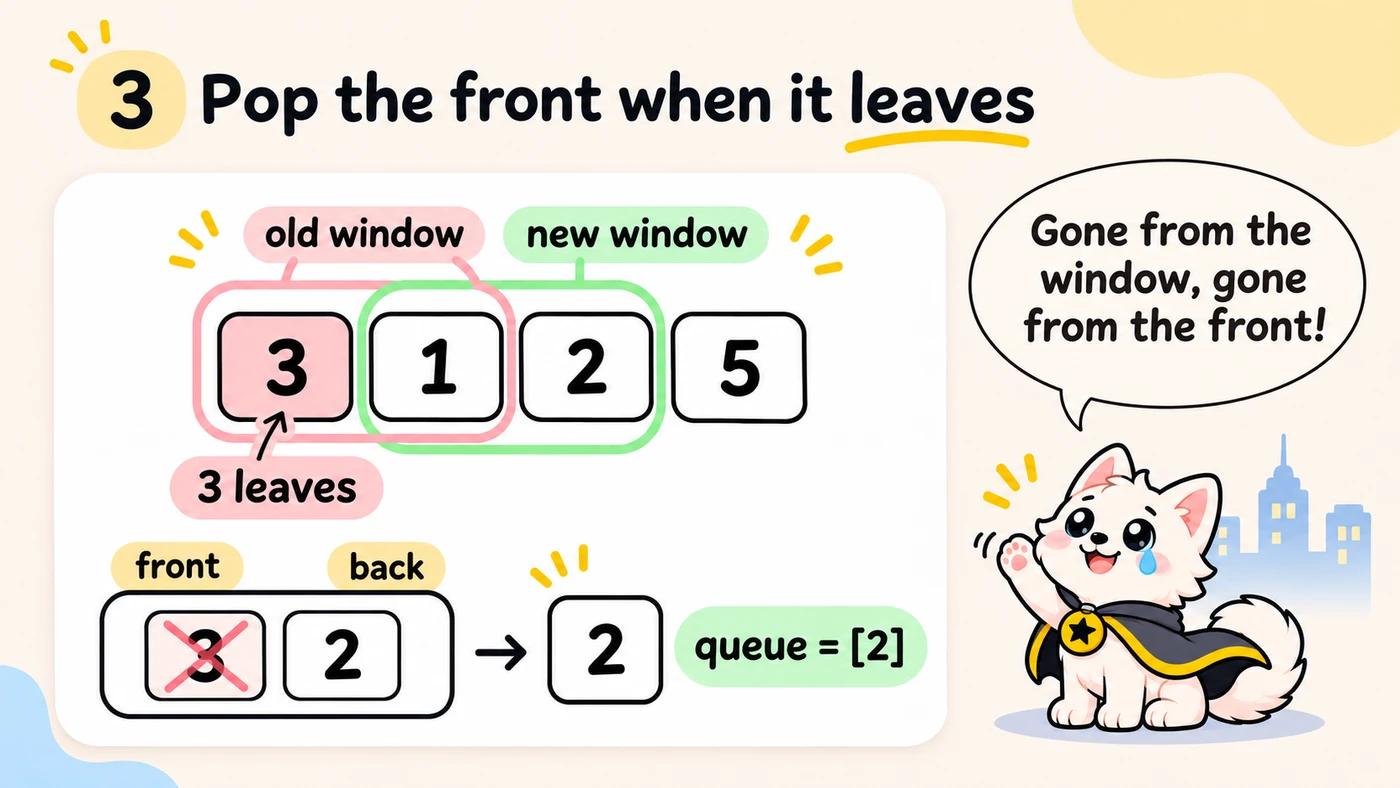 3 Pop the front when it leaves
old window new window
3 1 2 5
3 leaves
front back
3 2 → 2 queue = [2]
Gone from the
window, gone
from the front!